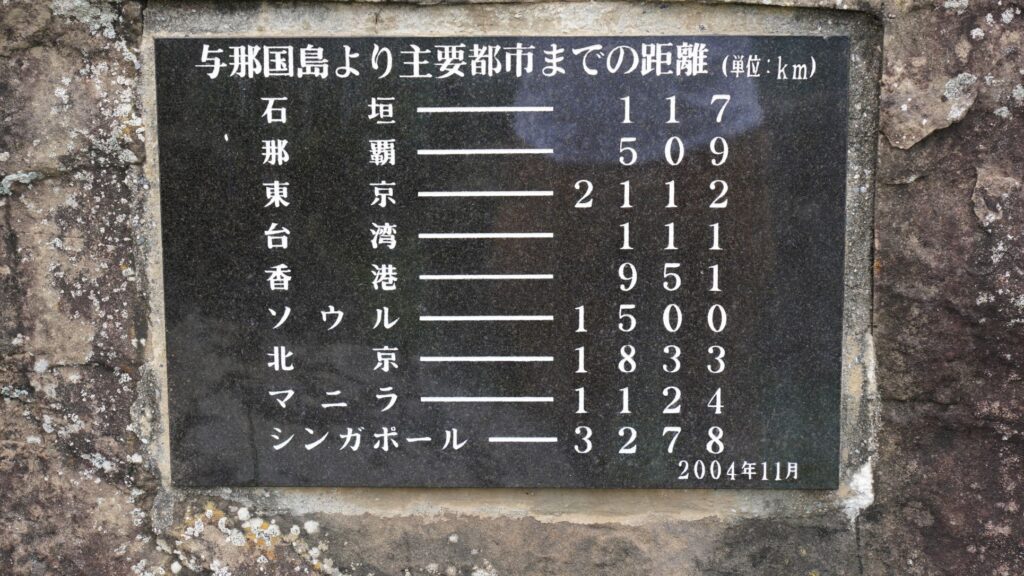 与那国島より主要都市までの距離 (単位:km)
石垣 ― 117
那覇 ― 509
東京 ― 2112
台湾 ― 111
香港 ― 951
ソウル ― 1500
北京 ― 1833
マニラ ― 1124
シンガポール ― 3278
2004年11月